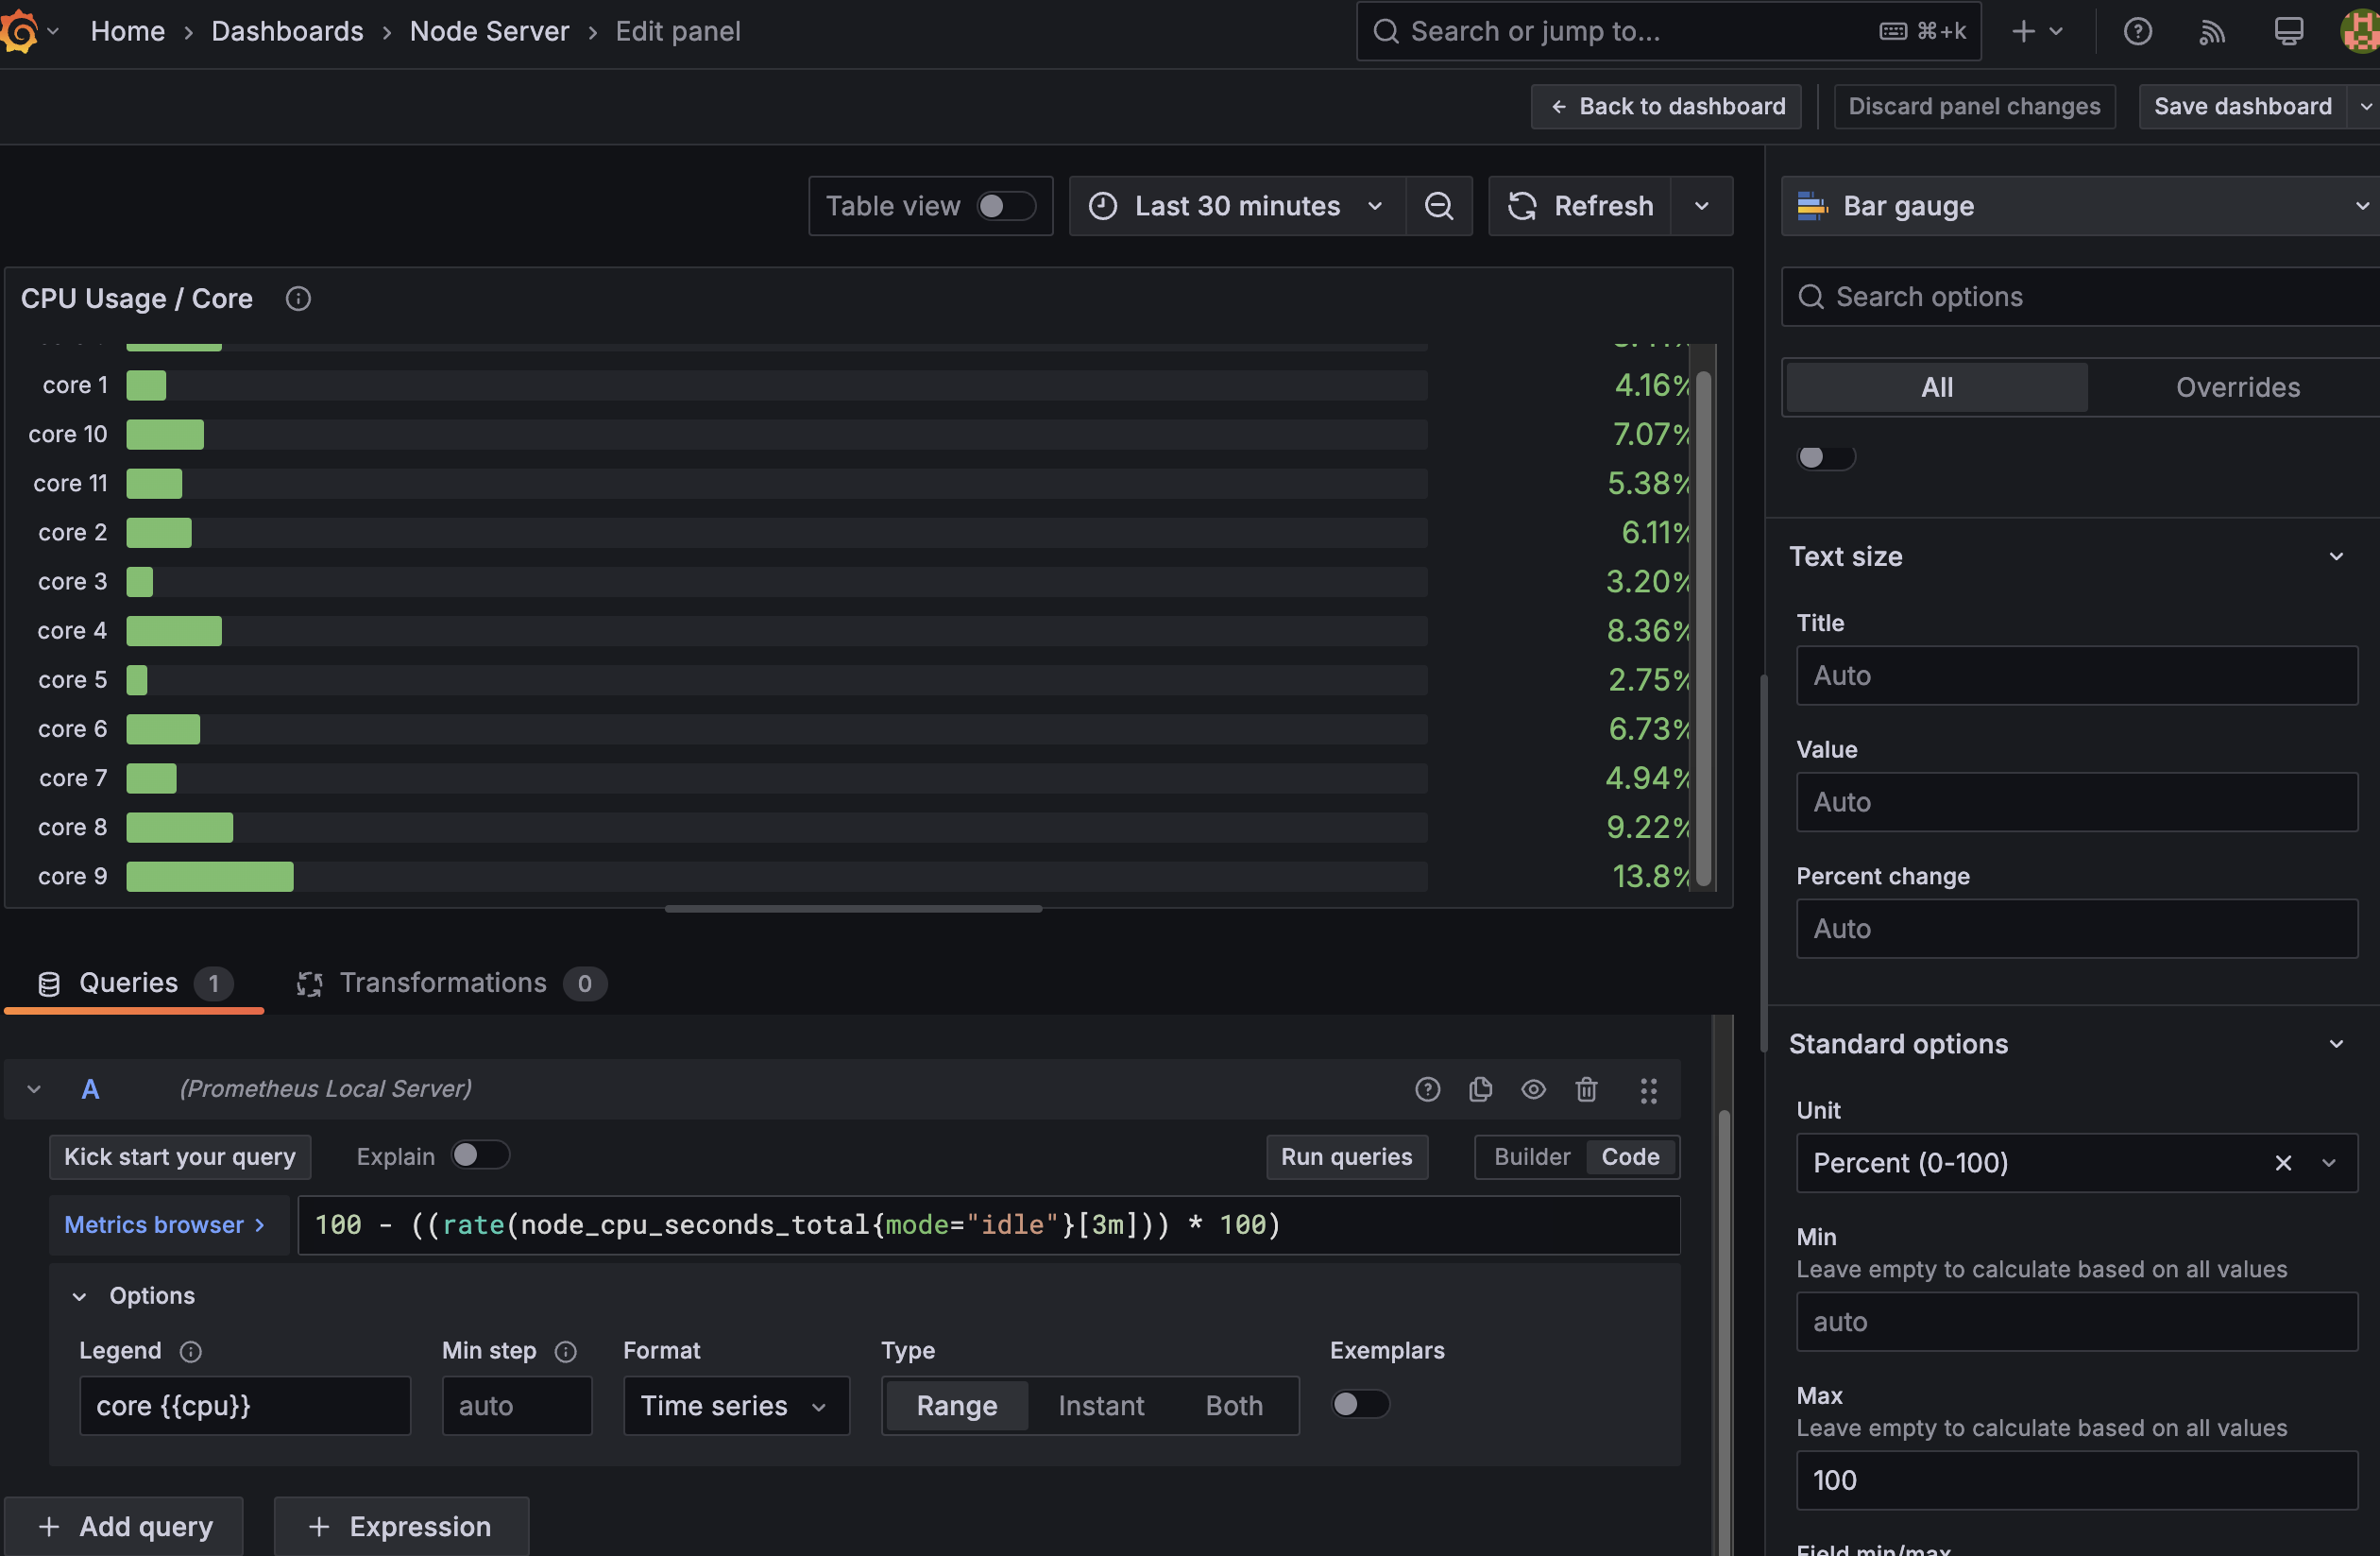 Home › Dashboards › Node Server › Edit panel
Search or jump to... ⌘+k
← Back to dashboard
Discard panel changes
Save dashboard
Table view
Last 30 minutes
Refresh
CPU Usage / Core
core 1 4.16%
core 10 7.07%
core 11 5.38%
core 2 6.11%
core 3 3.20%
core 4 8.36%
core 5 2.75%
core 6 6.73%
core 7 4.94%
core 8 9.22%
core 9 13.8%
Queries 1
Transformations 0
A (Prometheus Local Server)
Kick start your query
Explain
Run queries
Builder
Code
Metrics browser >
100 - ((rate(node_cpu_seconds_total{mode="idle"}[3m])) * 100)
Options
Legend
Min step
Format
Type
Exemplars
core {{cpu}}
auto
Time series
Range
Instant
Both
+ Add query
+ Expression
Bar gauge
Search options
All
Overrides
Text size
Title
Auto
Value
Auto
Percent change
Auto
Standard options
Unit
Percent (0-100)
Min
Leave empty to calculate based on all values
auto
Max
Leave empty to calculate based on all values
100
Field min/max